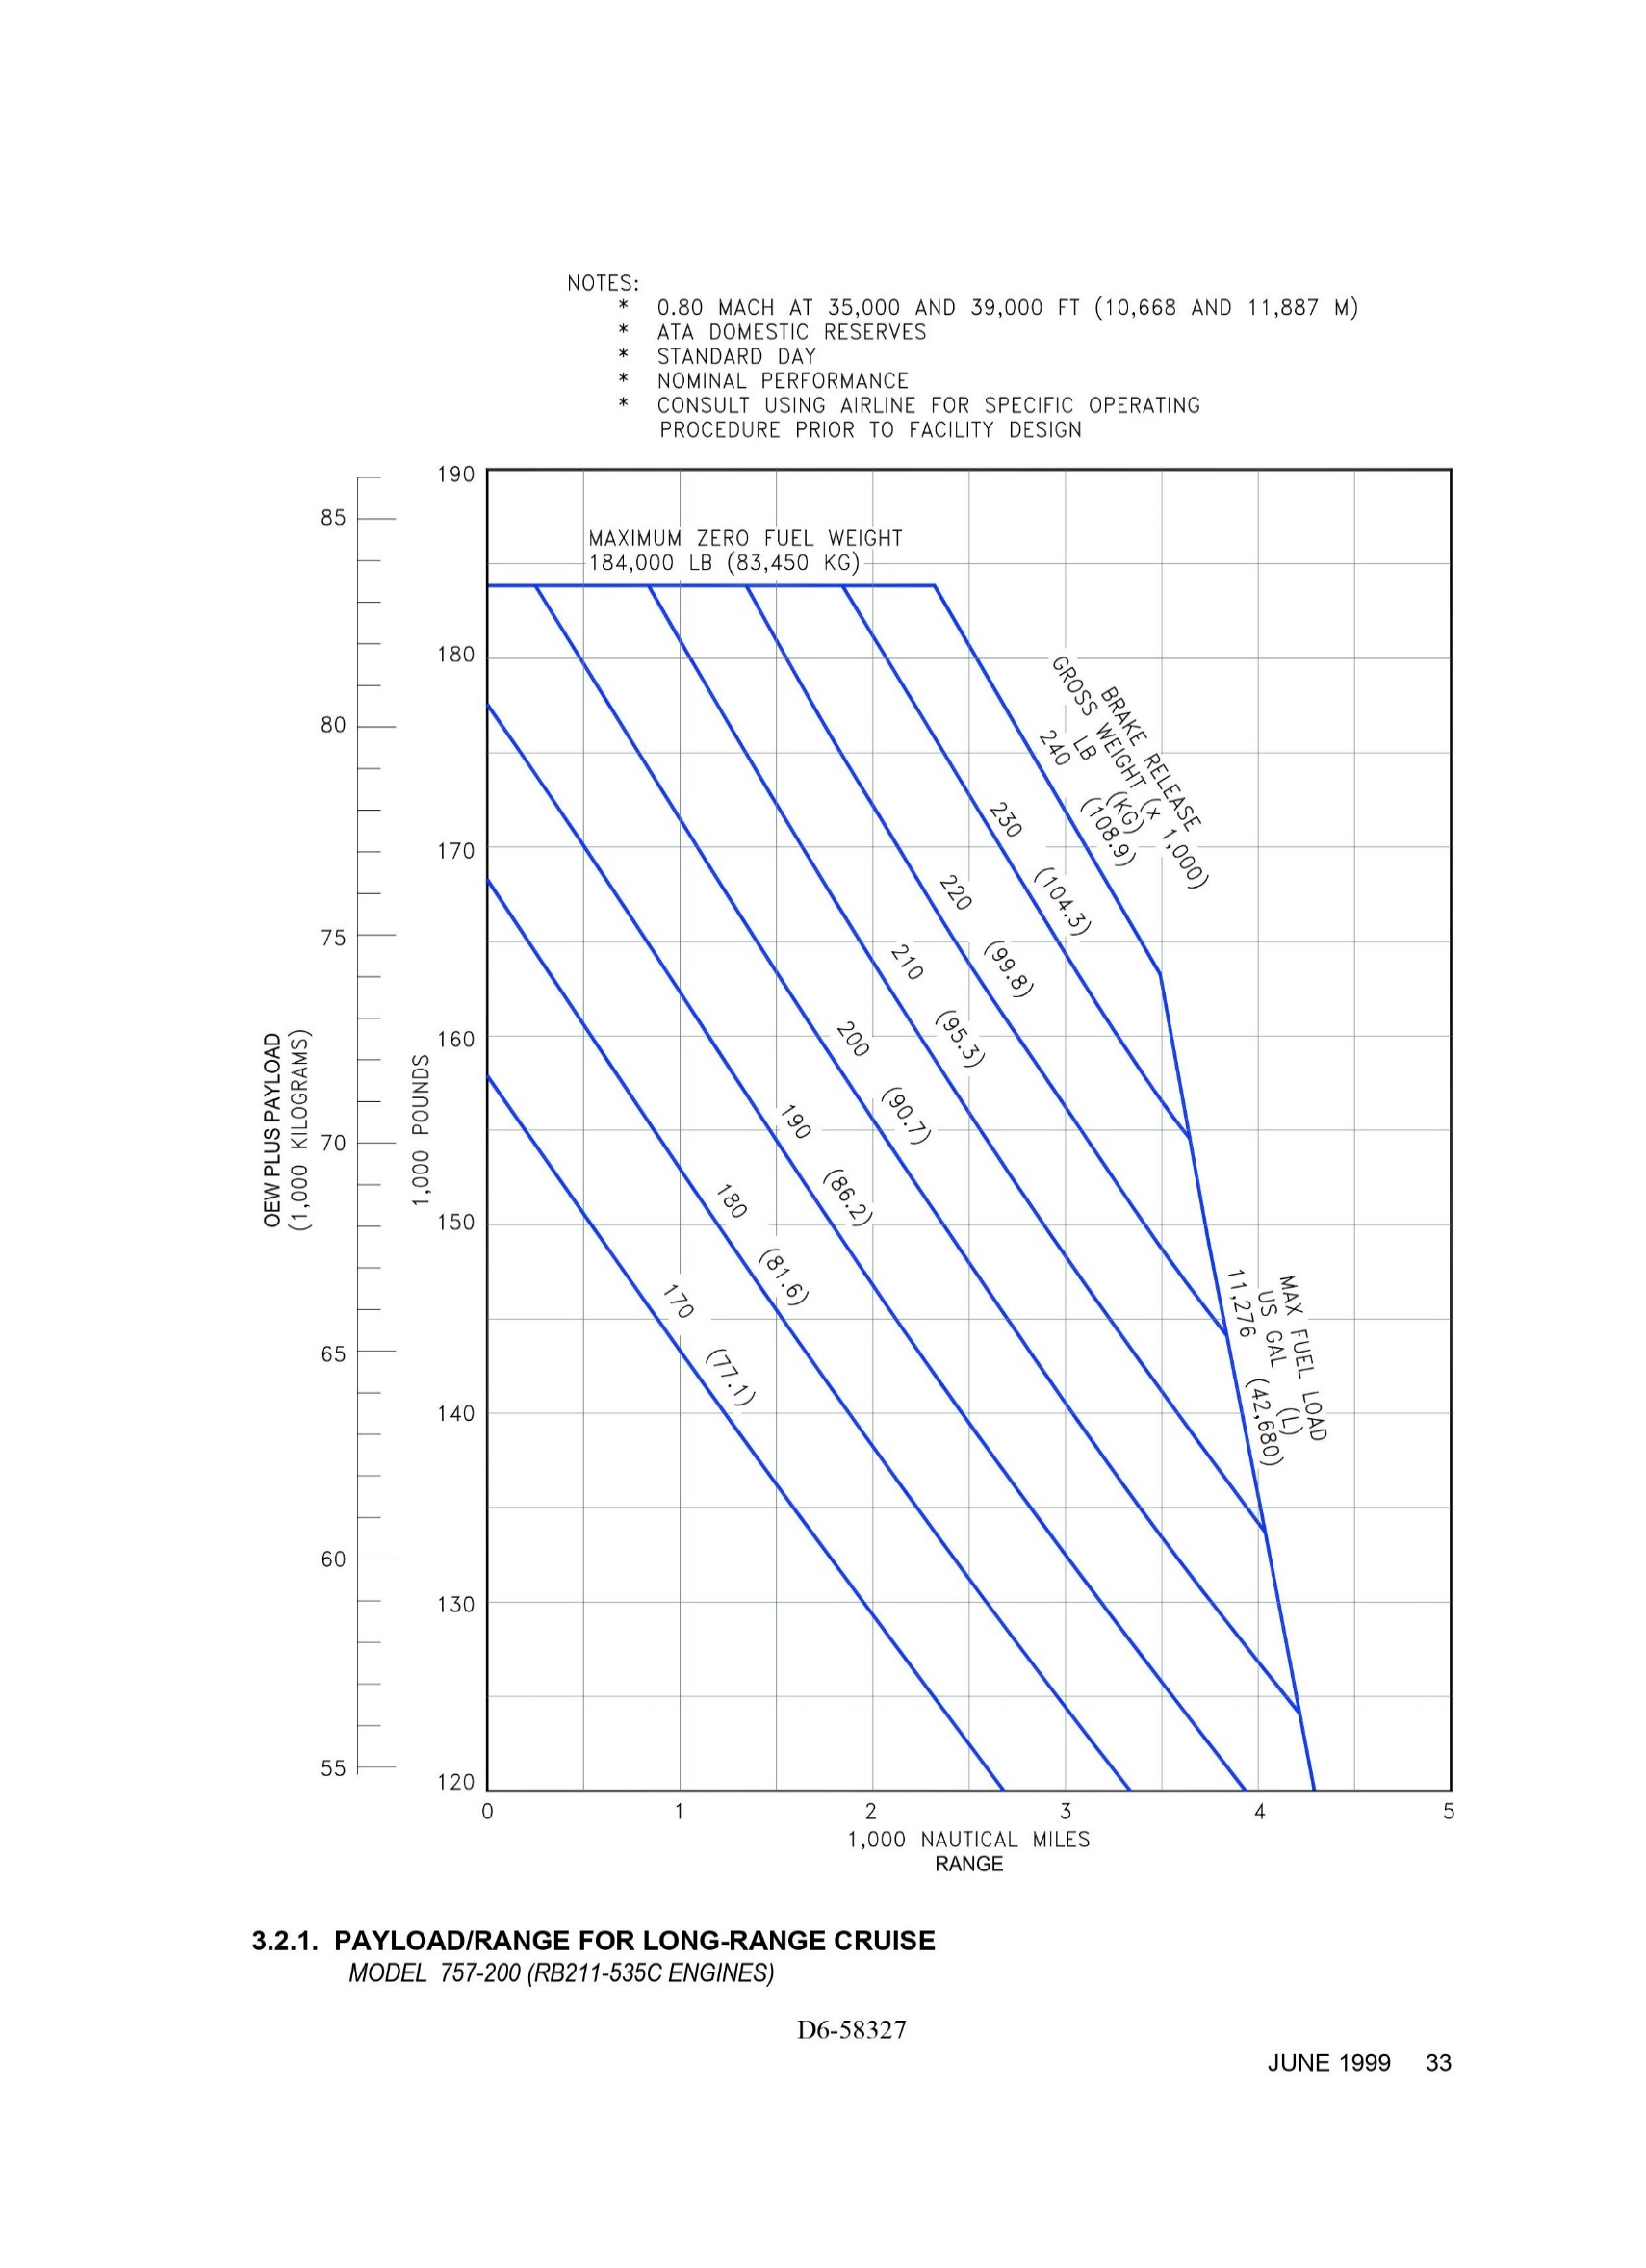 NOTES:
* 0.80 MACH AT 35,000 AND 39,000 FT (10,668 AND 11,887 M)
* ATA DOMESTIC RESERVES
* STANDARD DAY
* NOMINAL PERFORMANCE
* CONSULT USING AIRLINE FOR SPECIFIC OPERATING
PROCEDURE PRIOR TO FACILITY DESIGN
OEW PLUS PAYLOAD
(1,000 KILOGRAMS)
85
80
75
70
65
60
55
1,000 POUNDS
190
180
170
160
150
140
130
120
MAXIMUM ZERO FUEL WEIGHT
184,000 LB (83,450 KG)
BRAKE RELEASE
GROSS WEIGHT (x 1,000)
LB (KG)
240 (108.9)
230 (104.3)
220 (99.8)
210 (95.3)
200 (90.7)
190 (86.2)
180 (81.6)
170 (77.1)
MAX FUEL LOAD
US GAL (L)
11,276 (42,680)
0 1 2 3 4 5
1,000 NAUTICAL MILES
RANGE
3.2.1. PAYLOAD/RANGE FOR LONG-RANGE CRUISE
MODEL 757-200 (RB211-535C ENGINES)
D6-58327
JUNE 1999 33